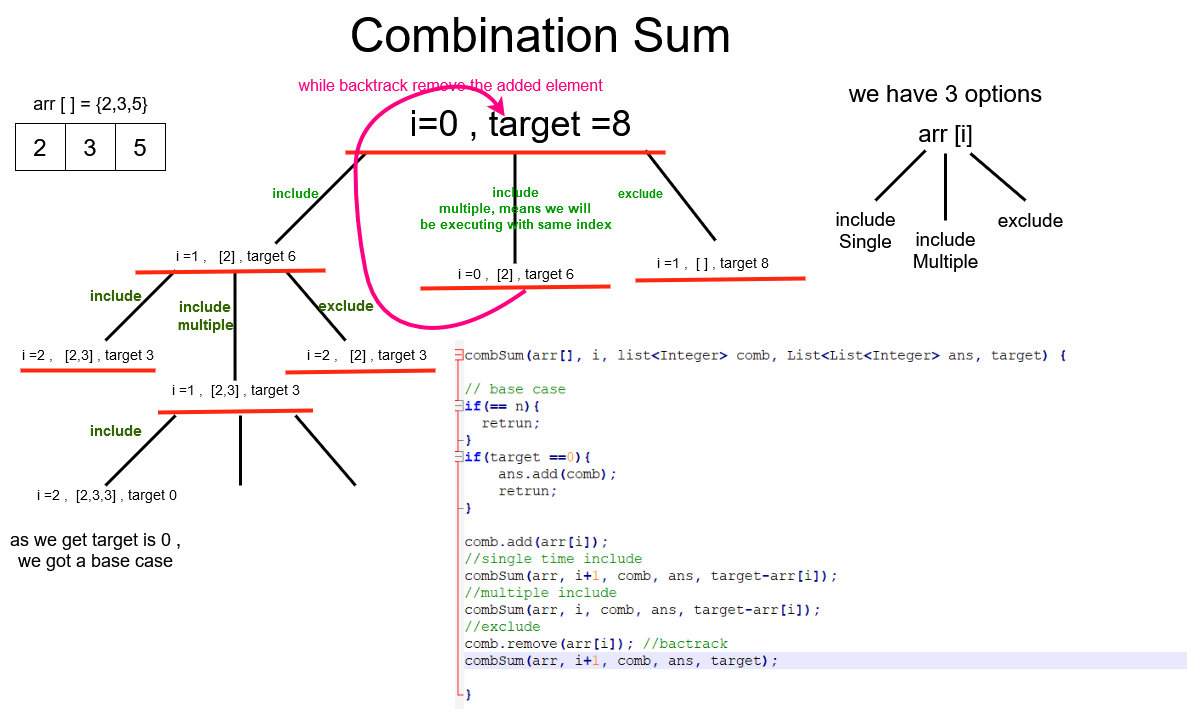 Combination Sum
while backtrack remove the added element
arr [ ] = {2,3,5}
2 3 5
i=0 , target =8
we have 3 options
arr [i]
include
Single
include
Multiple
exclude
include
include
multiple, means we will
be executing with same index
exclude
i =1 , [2] , target 6
i =0 , [2] , target 6
i =1 , [ ] , target 8
include
include
multiple
exclude
i =2 , [2,3] , target 3
i =2 , [2] , target 3
i =1 , [2,3] , target 3
include
i =2 , [2,3,3] , target 0
as we get target is 0 ,
we got a base case
combSum(arr[], i, list<Integer> comb, List<List<Integer> ans, target) {
// base case
if(== n){
retrun;
}
if(target ==0){
ans.add(comb);
retrun;
}
comb.add(arr[i]);
//single time include
combSum(arr, i+1, comb, ans, target-arr[i]);
//multiple include
combSum(arr, i, comb, ans, target-arr[i]);
//exclude
comb.remove(arr[i]); //bactrack
combSum(arr, i+1, comb, ans, target);
}